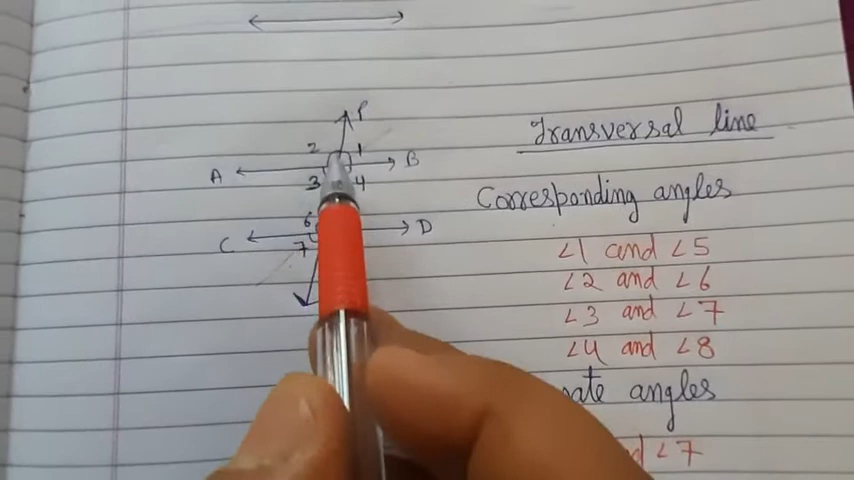 P
2 1
A B
3 4
6
C D
7
Transversal line
Corresponding angles
∠1 and ∠5
∠2 and ∠6
∠3 and ∠7
∠4 and ∠8
angles
∠7